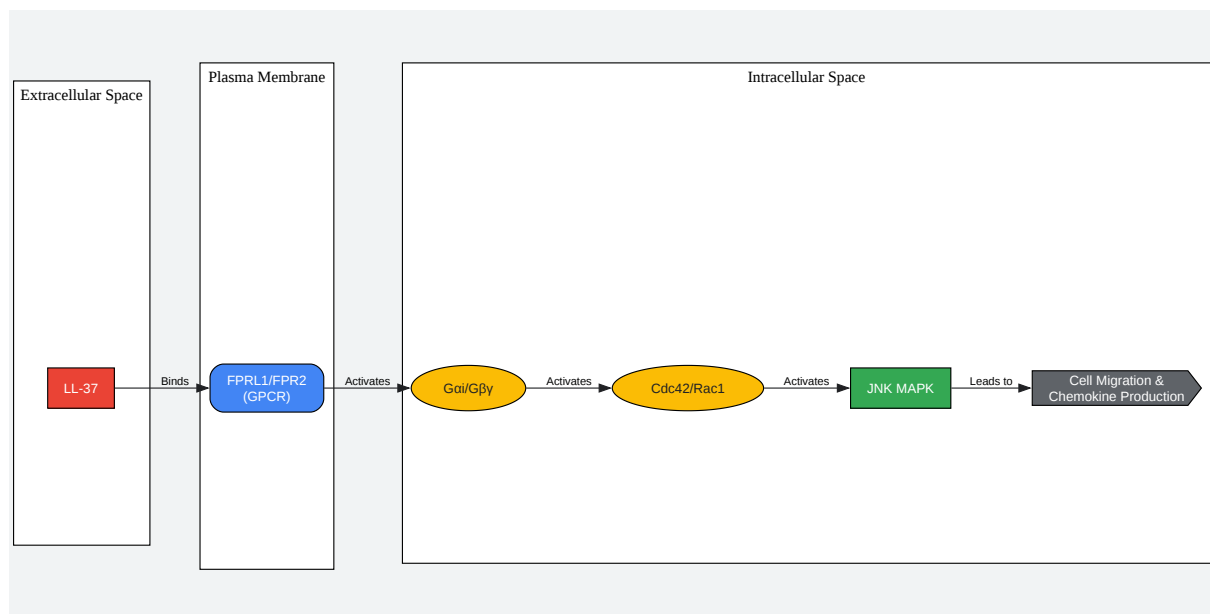 Extracellular Space
Plasma Membrane
Intracellular Space
LL-37
Binds
FPRL1/FPR2
(GPCR)
Activates
Gαi/Gβγ
Activates
Cdc42/Rac1
Activates
JNK MAPK
Leads to
Cell Migration &
Chemokine Production